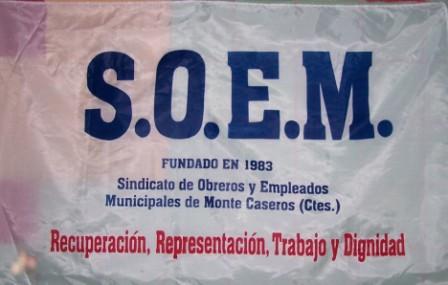 S.O.E.M.
FUNDADO EN 1983
Sindicato de Obreros y Empleados
Municipales de Monte Caseros (Ctes.)
Recuperación, Representación, Trabajo y Dignidad